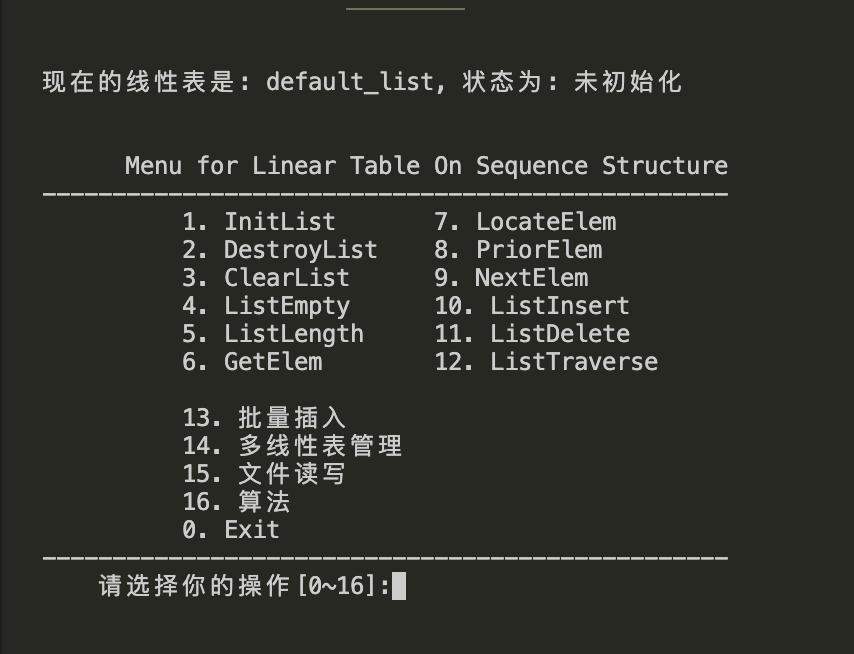 现在的线性表是: default_list, 状态为: 未初始化
Menu for Linear Table On Sequence Structure
1. InitList 7. LocateElem
2. DestroyList 8. PriorElem
3. ClearList 9. NextElem
4. ListEmpty 10. ListInsert
5. ListLength 11. ListDelete
6. GetElem 12. ListTraverse
13. 批量插入
14. 多线性表管理
15. 文件读写
16. 算法
0. Exit
请选择你的操作[0~16]: